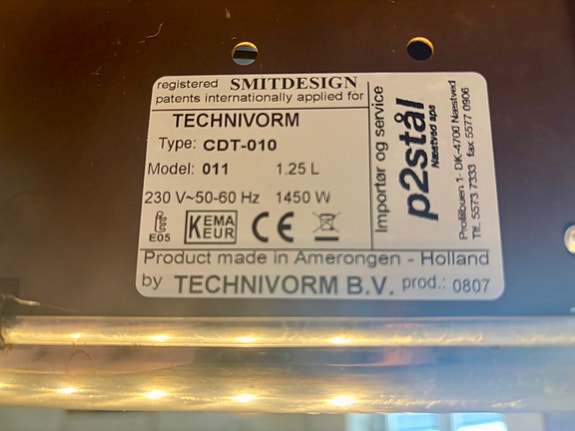 registered SMITDESIGN
patents internationally applied for
TECHNIVORM
Type: CDT-010
Model: 011 1.25 L
230 V~50-60 Hz 1450 W
E05
KEMA
KEUR
CE
Product made in Amerongen - Holland
by TECHNIVORM B.V. prod.: 0807
Importør og service
p2stål
Næstved aps
Profilbuen 1- DK-4700 Næstved
Tlf. 5573 7333 fax 5577 0906